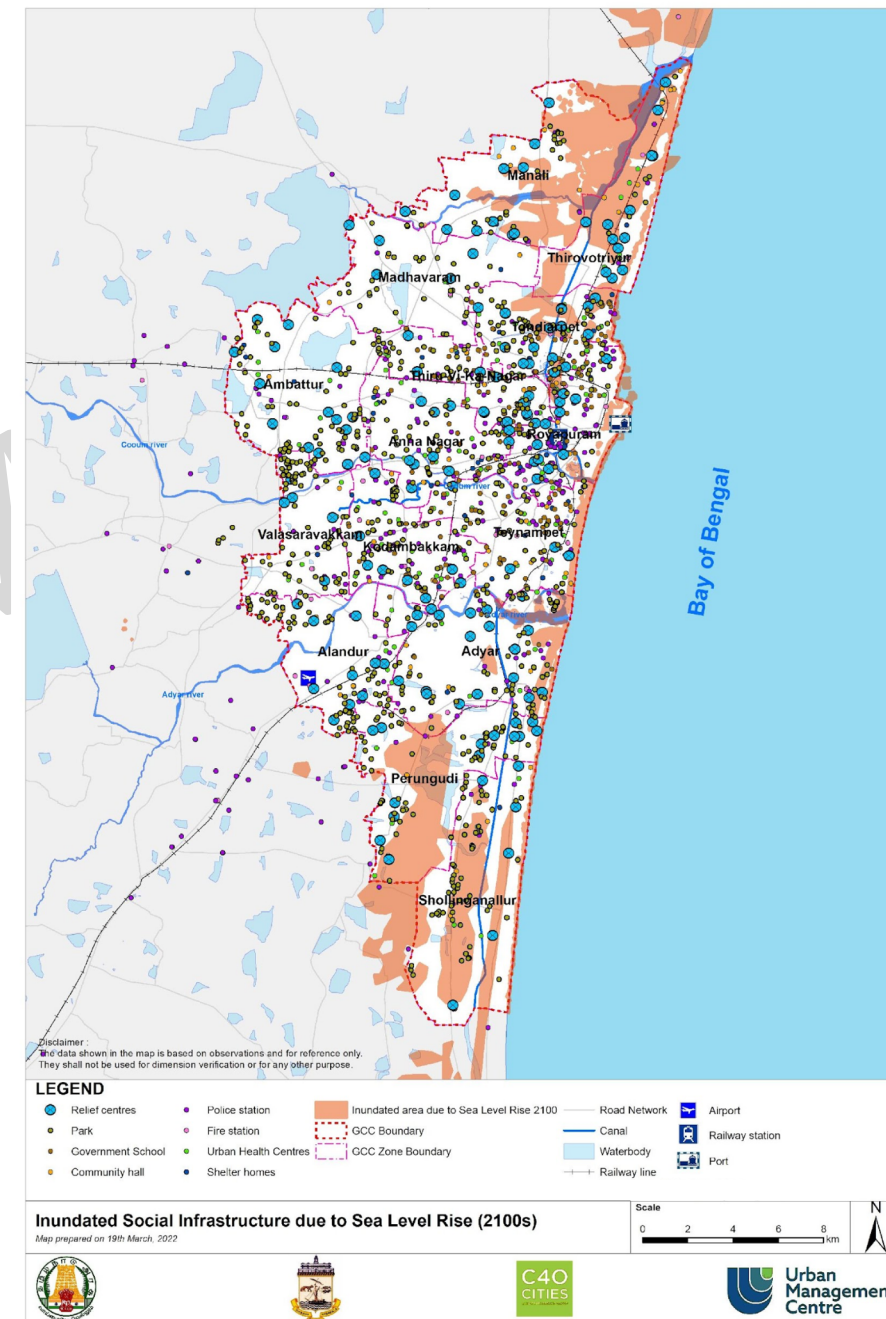 Manali
Thirovotriyur
Madhavaram
Tondiarpet
Thiru-Vi-Ka-Nagar
Ambattur
Royapuram
Anna Nagar
Cooum river
Cooum river
Valasaravakkam
Kodambakkam
Teynampet
Bay of Bengal
Adyar river
Alandur
Adyar
Adyar river
Perungudi
Shollinganallur
Disclaimer :
The data shown in the map is based on observations and for reference only.
They shall not be used for dimension verification or for any other purpose.
LEGEND
Relief centres
Park
Government School
Community hall
Police station
Fire station
Urban Health Centres
Shelter homes
Inundated area due to Sea Level Rise 2100
GCC Boundary
GCC Zone Boundary
Road Network
Canal
Waterbody
Railway line
Airport
Railway station
Port
Inundated Social Infrastructure due to Sea Level Rise (2100s)
Map prepared on 19th March, 2022
Scale
0 2 4 6 8
km
N
C40
CITIES
Urban
Management
Centre